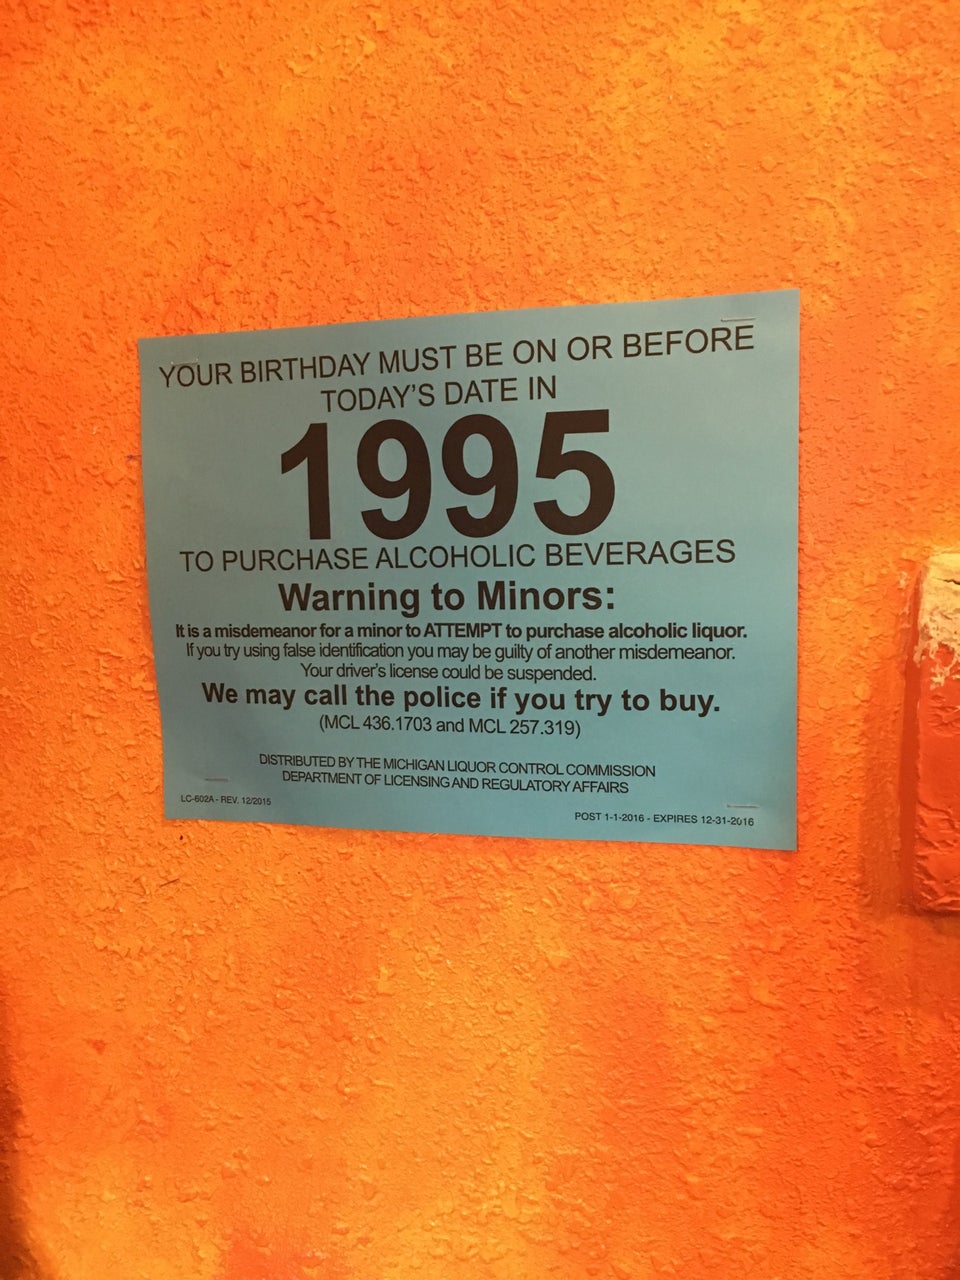 YOUR BIRTHDAY MUST BE ON OR BEFORE
TODAY'S DATE IN
1995
TO PURCHASE ALCOHOLIC BEVERAGES
Warning to Minors:
It is a misdemeanor for a minor to ATTEMPT to purchase alcoholic liquor.
If you try using false identification you may be guilty of another misdemeanor.
Your driver's license could be suspended.
We may call the police if you try to buy.
(MCL 436.1703 and MCL 257.319)
DISTRIBUTED BY THE MICHIGAN LIQUOR CONTROL COMMISSION
DEPARTMENT OF LICENSING AND REGULATORY AFFAIRS
LC-602A - REV. 12/2015
POST 1-1-2016 - EXPIRES 12-31-2016